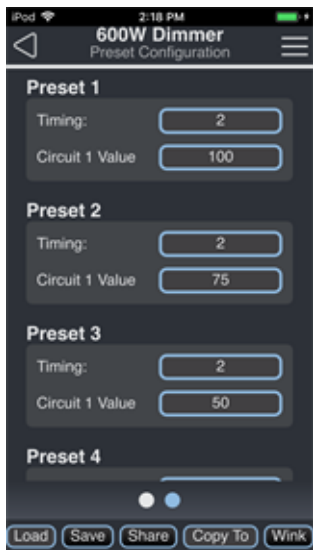 iPod 2:18 PM
600W Dimmer
Preset Configuration
Preset 1
Timing: 2
Circuit 1 Value 100
Preset 2
Timing: 2
Circuit 1 Value 75
Preset 3
Timing: 2
Circuit 1 Value 50
Preset 4
Load Save Share Copy To Wink